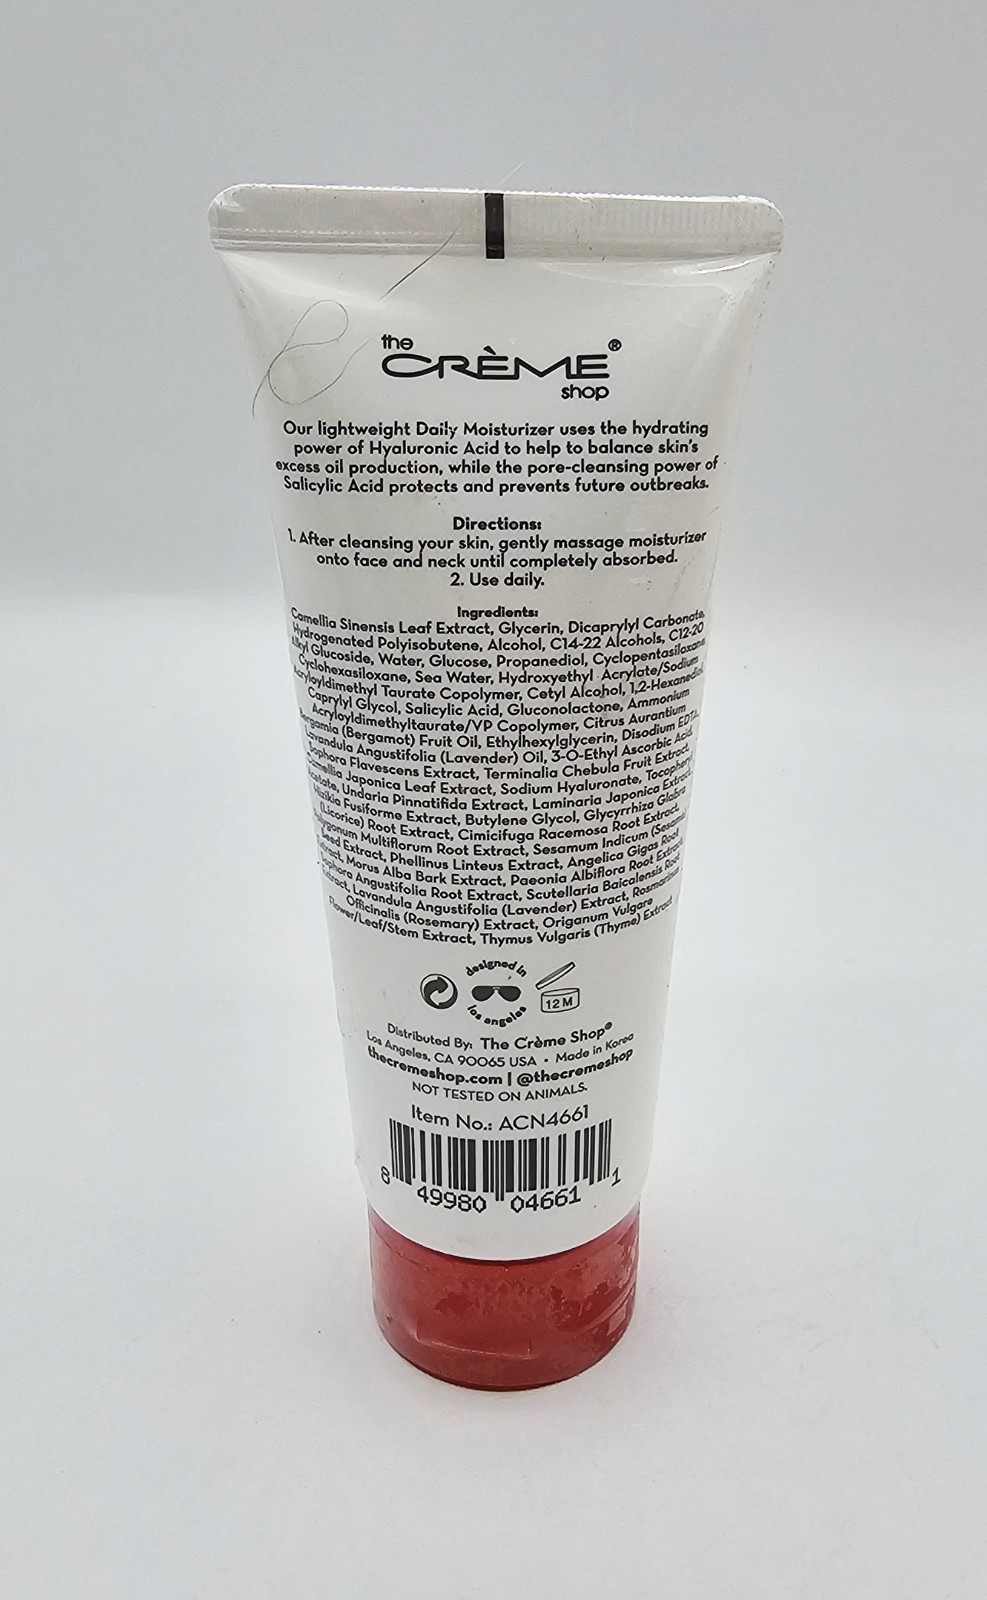 the
CRÈME®
shop
Our lightweight Daily Moisturizer uses the hydrating
power of Hyaluronic Acid to help to balance skin's
excess oil production, while the pore-cleansing power of
Salicylic Acid protects and prevents future outbreaks.
Directions:
1. After cleansing your skin, gently massage moisturizer
onto face and neck until completely absorbed.
2. Use daily.
Ingredients:
Camellia Sinensis Leaf Extract, Glycerin, Dicaprylyl Carbonate,
Hydrogenated Polyisobutene, Alcohol, C14-22 Alcohols, C12-20
Alkyl Glucoside, Water, Glucose, Propanediol, Cyclopentasiloxane,
Cyclohexasiloxane, Sea Water, Hydroxyethyl Acrylate/Sodium
Acryloyldimethyl Taurate Copolymer, Cetyl Alcohol, 1,2-Hexanediol,
Caprylyl Glycol, Salicylic Acid, Gluconolactone, Ammonium
Acryloyldimethyltaurate/VP Copolymer, Citrus Aurantium
Bergamia (Bergamot) Fruit Oil, Ethylhexylglycerin, Disodium EDTA,
Lavandula Angustifolia (Lavender) Oil, 3-O-Ethyl Ascorbic Acid,
Sophora Flavescens Extract, Terminalia Chebula Fruit Extract,
Camellia Japonica Leaf Extract, Sodium Hyaluronate, Tocopheryl
Acetate, Undaria Pinnatifida Extract, Laminaria Japonica Extract,
Hizikia Fusiforme Extract, Butylene Glycol, Glycyrrhiza Glabra
(Licorice) Root Extract, Cimicifuga Racemosa Root Extract,
Polygonum Multiflorum Root Extract, Sesamum Indicum (Sesame)
Seed Extract, Phellinus Linteus Extract, Angelica Gigas Root
Extract, Morus Alba Bark Extract, Paeonia Albiflora Root Extract,
Sophora Angustifolia Root Extract, Scutellaria Baicalensis Root
Extract, Lavandula Angustifolia (Lavender) Extract, Rosmarinus
Officinalis (Rosemary) Extract, Origanum Vulgare
Flower/Leaf/Stem Extract, Thymus Vulgaris (Thyme) Extract
designed in
los angeles
12 M
Distributed By: The Crème Shop®
Los Angeles, CA 90065 USA • Made in Korea
thecremeshop.com | @thecremeshop
NOT TESTED ON ANIMALS.
Item No.: ACN4661
8 49980 04661 1